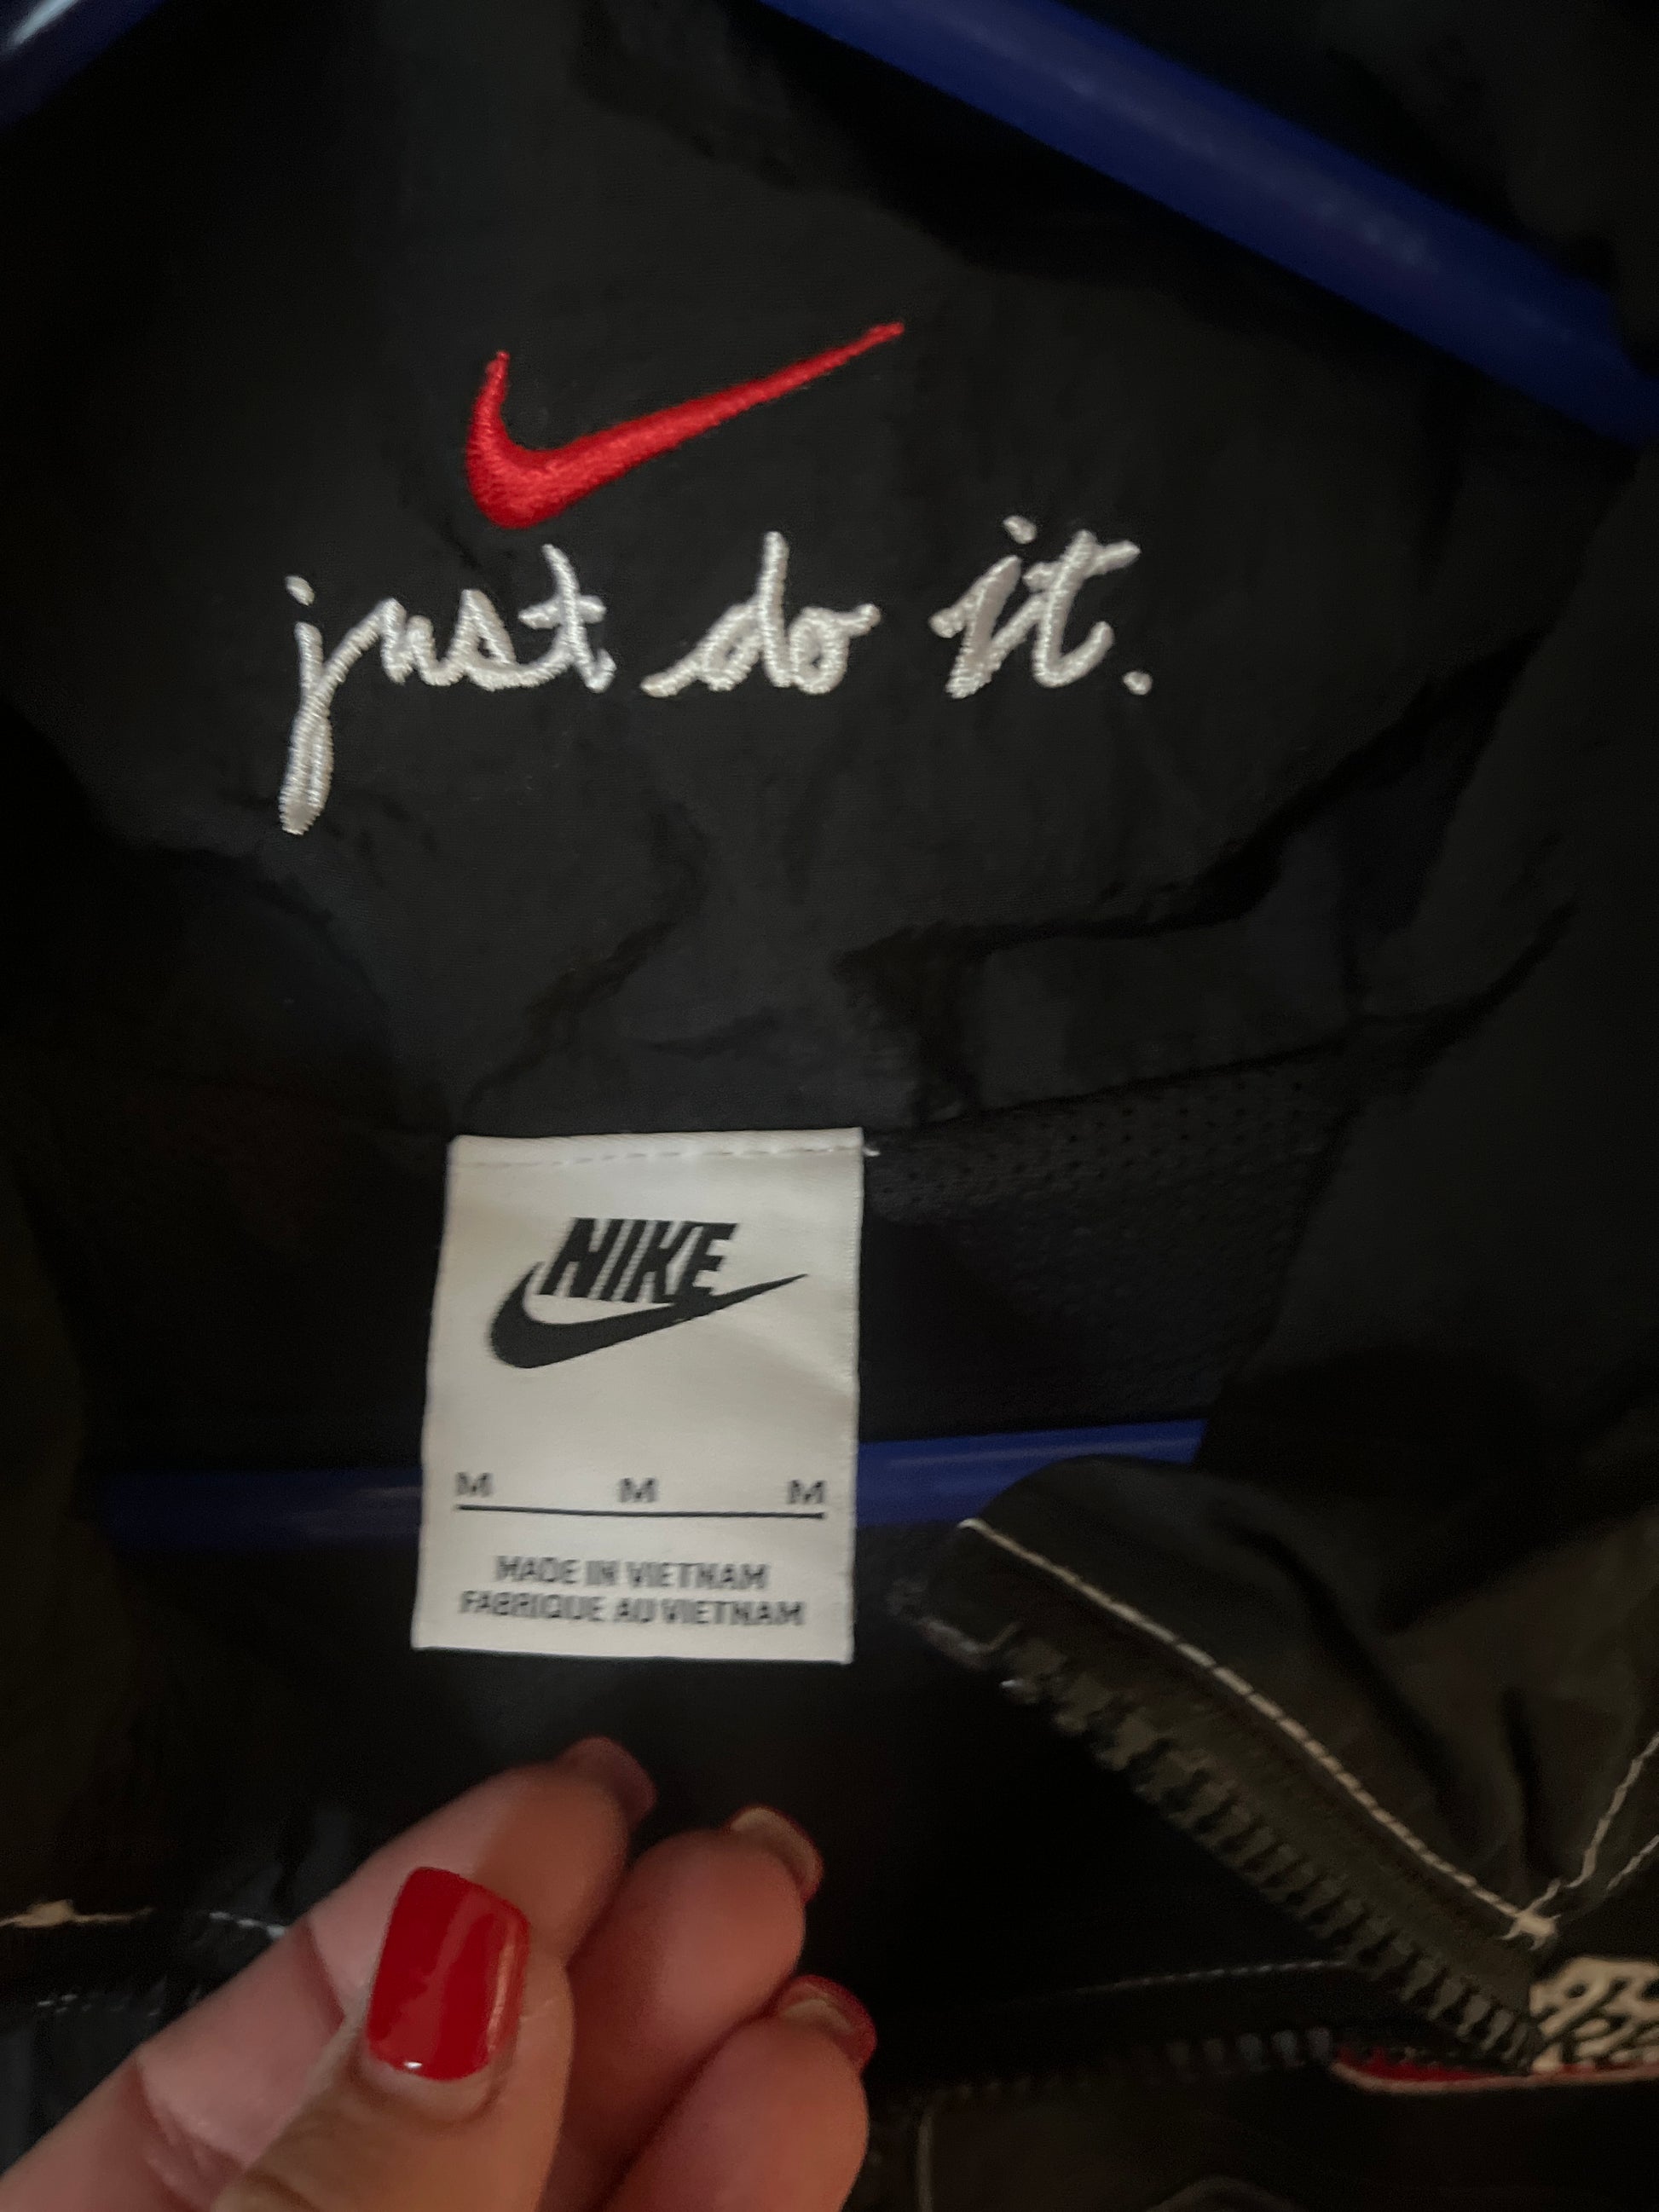 just do it.
NIKE
M M M
MADE IN VIETNAM
FABRIQUE AU VIETNAM